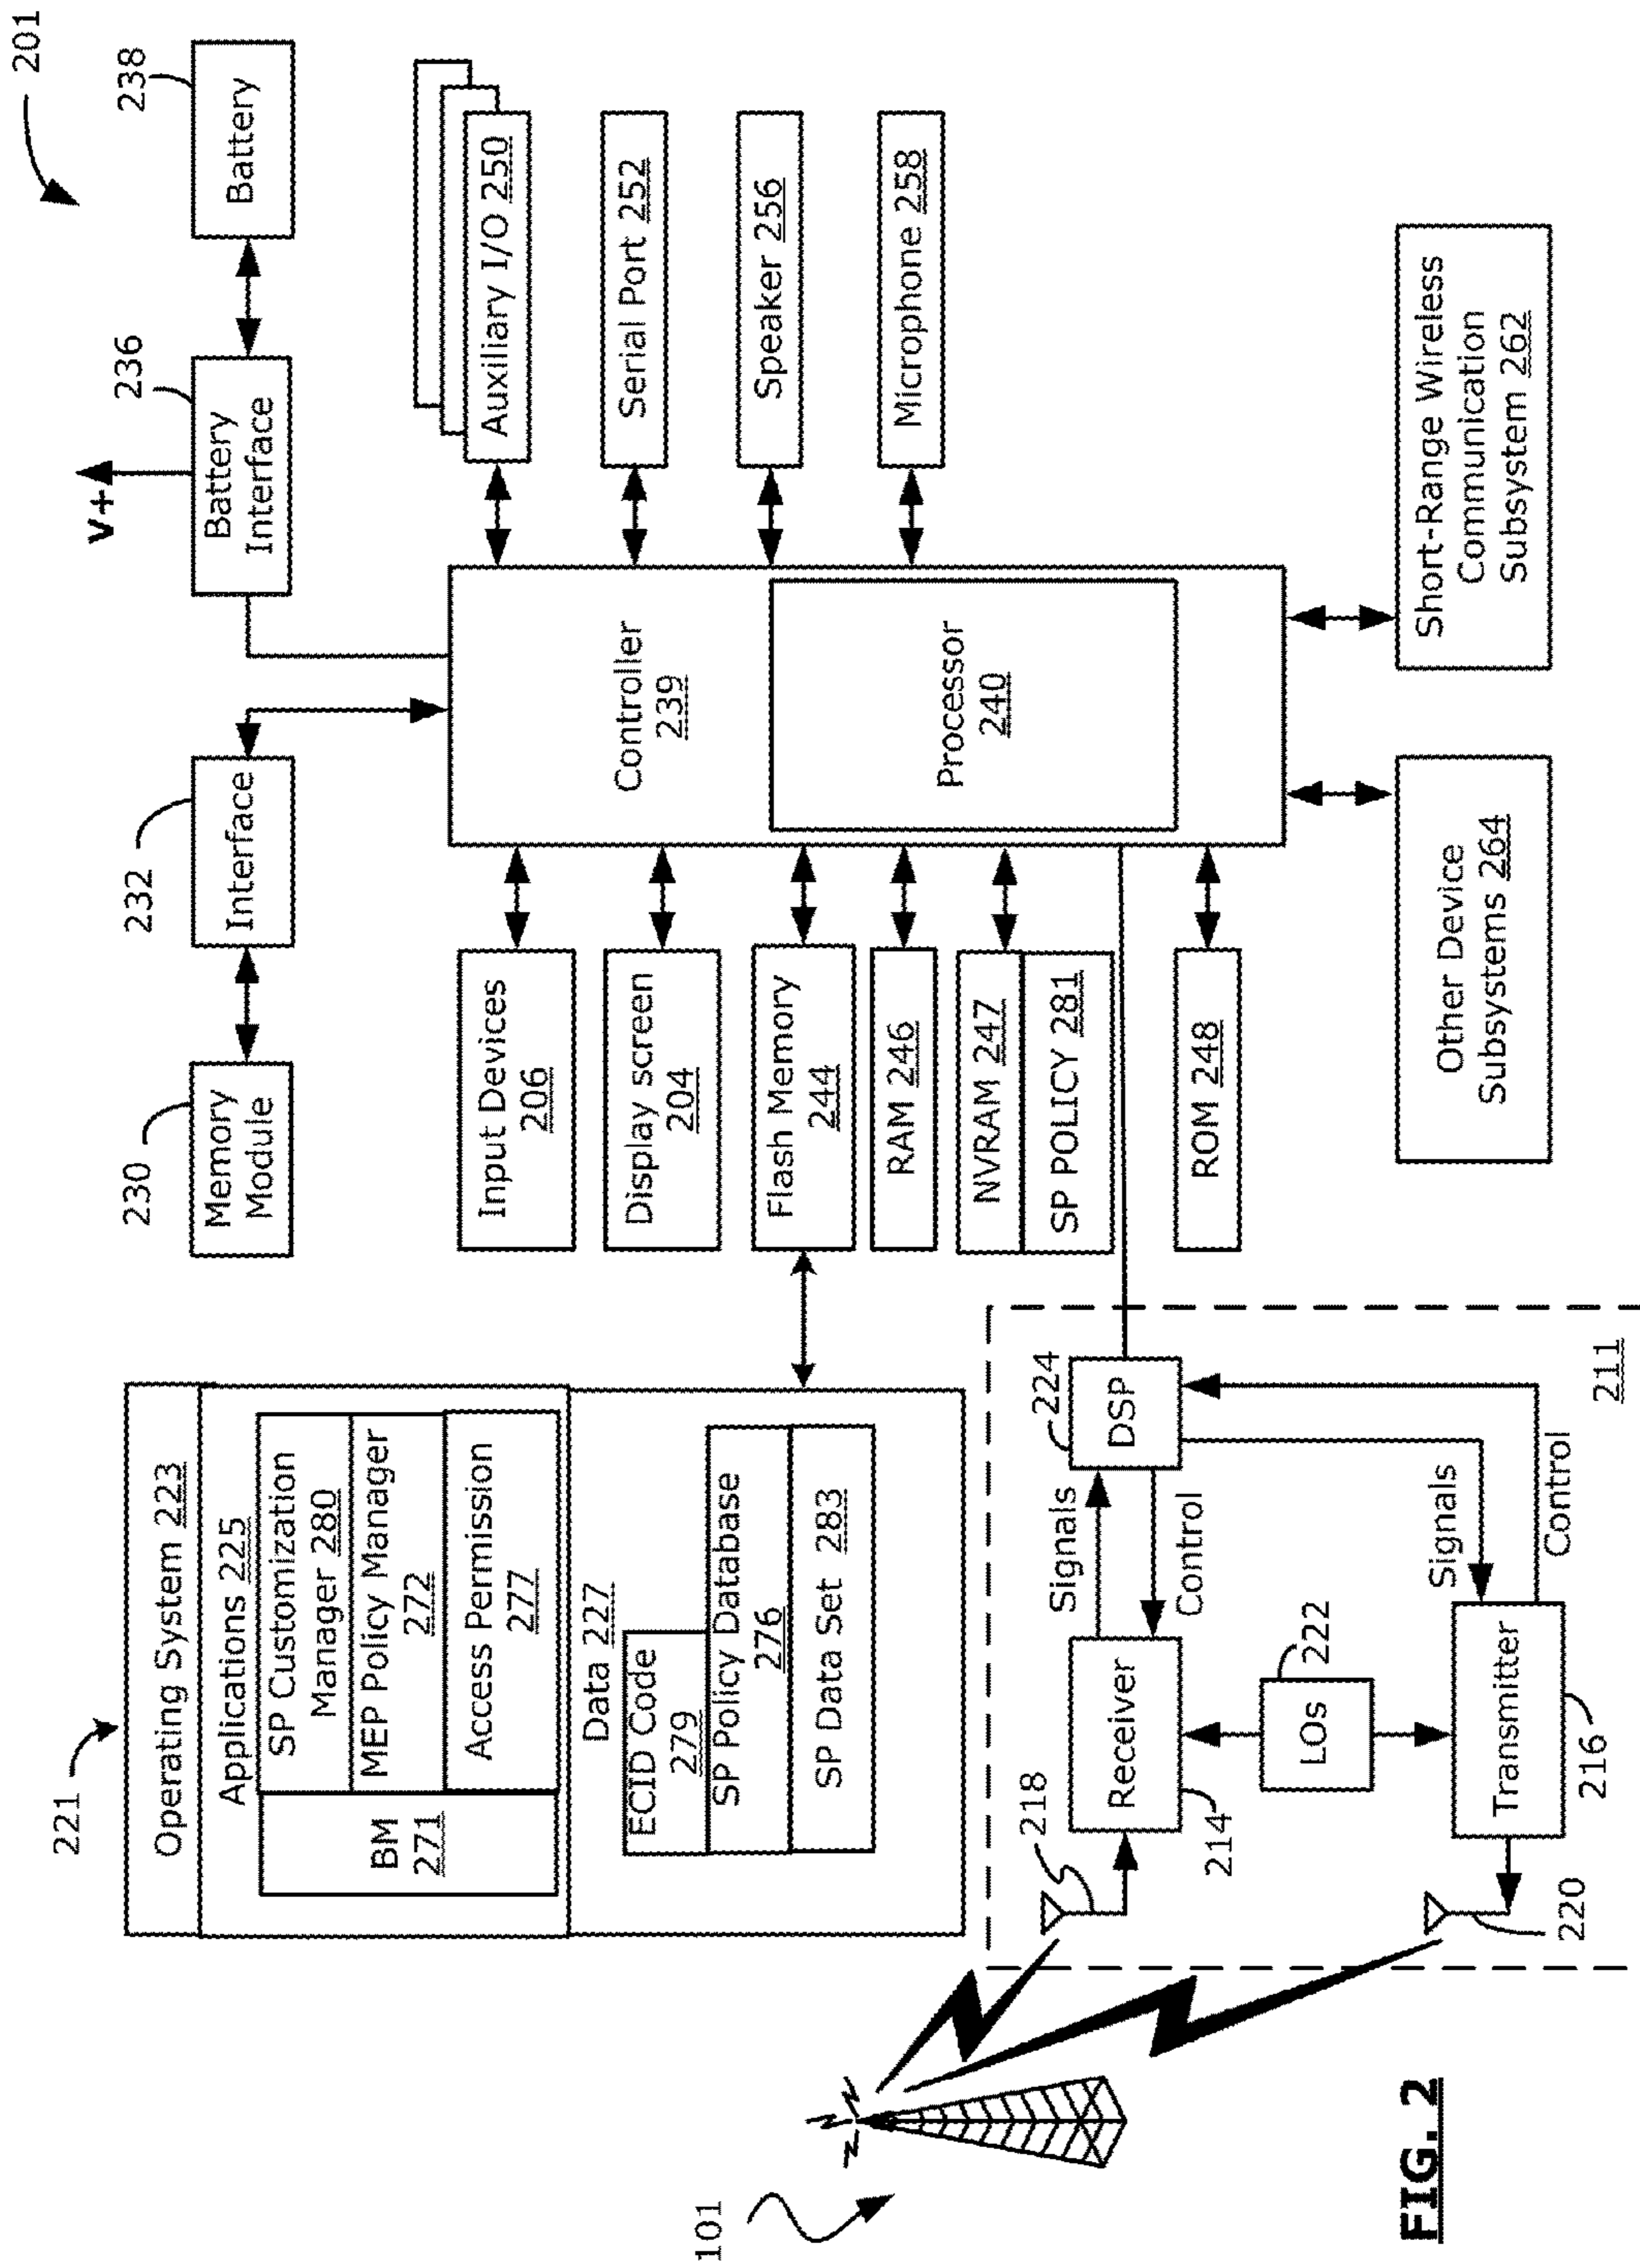 201
238
Battery
236
Battery
Interface
V+
232
Interface
230
Memory
Module
Auxiliary I/O 250
Serial Port 252
Speaker 256
Microphone 258
Controller
239
Processor
240
Input Devices
206
Display screen
204
Flash Memory
244
RAM 246
NVRAM 247
SP POLICY 281
ROM 248
Short-Range Wireless
Communication
Subsystem 262
Other Device
Subsystems 264
221
Operating System 223
Applications 225
SP Customization
Manager 280
MEP Policy Manager
272
Access Permission
277
BM
271
Data 227
ECID Code
279
SP Policy Database
276
SP Data Set 283
211
224
DSP
Signals
Control
Signals
Control
Receiver
214
218
LOs
222
Transmitter
216
220
101
FIG. 2